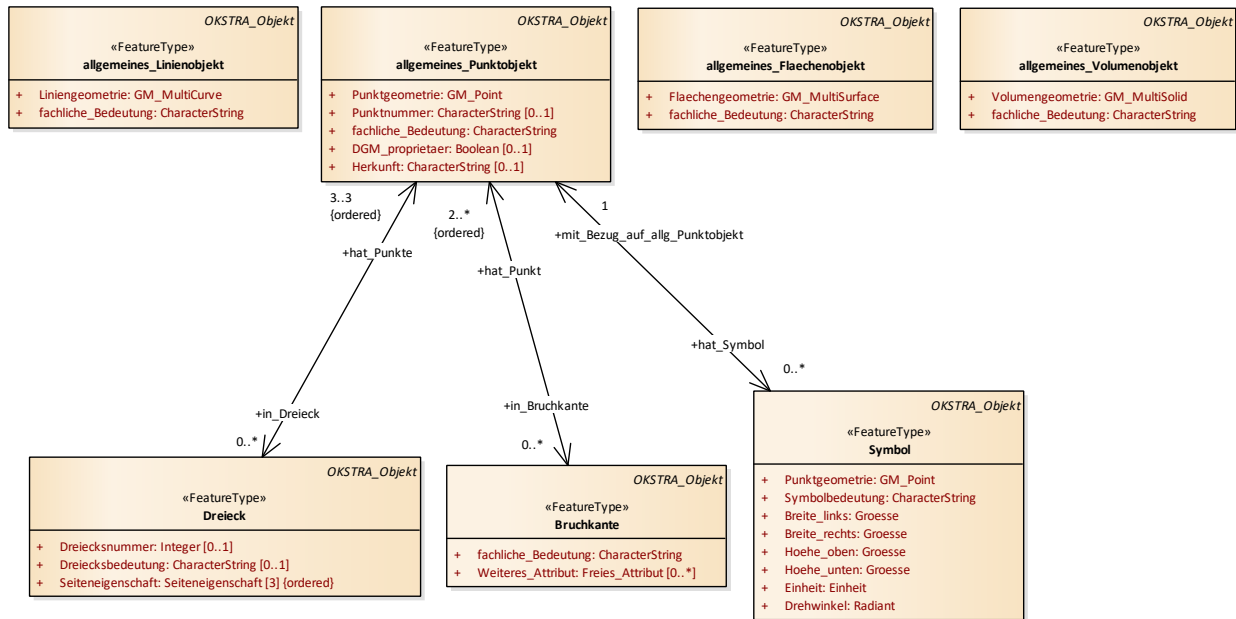 OKSTRA_Objekt
«FeatureType»
allgemeines_Linienobjekt
+ Liniengeometrie: GM_MultiCurve
+ fachliche_Bedeutung: CharacterString
OKSTRA_Objekt
«FeatureType»
allgemeines_Punktobjekt
+ Punktgeometrie: GM_Point
+ Punktnummer: CharacterString [0..1]
+ fachliche_Bedeutung: CharacterString
+ DGM_proprietaer: Boolean [0..1]
+ Herkunft: CharacterString [0..1]
OKSTRA_Objekt
«FeatureType»
allgemeines_Flaechenobjekt
+ Flaechengeometrie: GM_MultiSurface
+ fachliche_Bedeutung: CharacterString
OKSTRA_Objekt
«FeatureType»
allgemeines_Volumenobjekt
+ Volumengeometrie: GM_MultiSolid
+ fachliche_Bedeutung: CharacterString
3..3
{ordered}
+hat_Punkte
2..*
{ordered}
+hat_Punkt
1
+mit_Bezug_auf_allg_Punktobjekt
+hat_Symbol
0..*
+in_Dreieck
0..*
+in_Bruchkante
0..*
OKSTRA_Objekt
«FeatureType»
Dreieck
+ Dreiecksnummer: Integer [0..1]
+ Dreiecksbedeutung: CharacterString [0..1]
+ Seiteneigenschaft: Seiteneigenschaft [3] {ordered}
OKSTRA_Objekt
«FeatureType»
Bruchkante
+ fachliche_Bedeutung: CharacterString
+ Weiteres_Attribut: Freies_Attribut [0..*]
OKSTRA_Objekt
«FeatureType»
Symbol
+ Punktgeometrie: GM_Point
+ Symbolbedeutung: CharacterString
+ Breite_links: Groesse
+ Breite_rechts: Groesse
+ Hoehe_oben: Groesse
+ Hoehe_unten: Groesse
+ Einheit: Einheit
+ Drehwinkel: Radiant